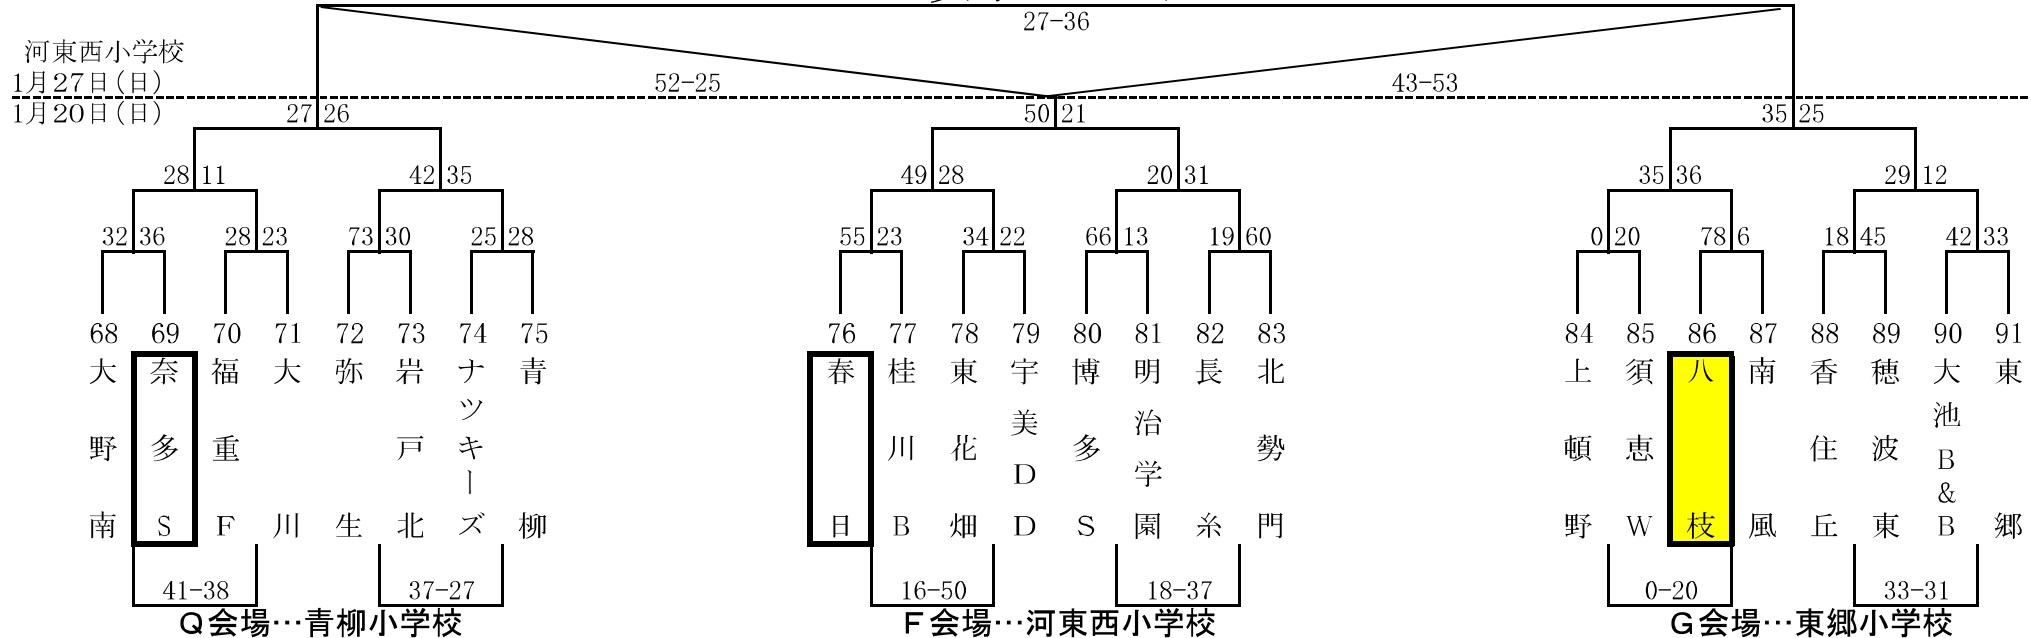 27-36
河東西小学校
1月27日(日)
52-25
43-53
1月20日(日)
27 26
50 21
35 25
28 11
42 35
49 28
20 31
35 36
29 12
32 36
28 23
73 30
25 28
55 23
34 22
66 13
19 60
0 20
78 6
18 45
42 33
68 69 70 71 72 73 74 75
76 77 78 79 80 81 82 83
84 85 86 87 88 89 90 91
大野南
奈多S
福重F
大川
弥生
岩戸北
ナツキーズ
青柳
春日
桂川B
東花畑
宇美DD
博多S
明治学園
長糸
北勢門
上頓野
須恵W
八枝
南風
香住丘
穂波東
大池B&B
東郷
41-38
37-27
16-50
18-37
0-20
33-31
Q会場…青柳小学校
F会場…河東西小学校
G会場…東郷小学校